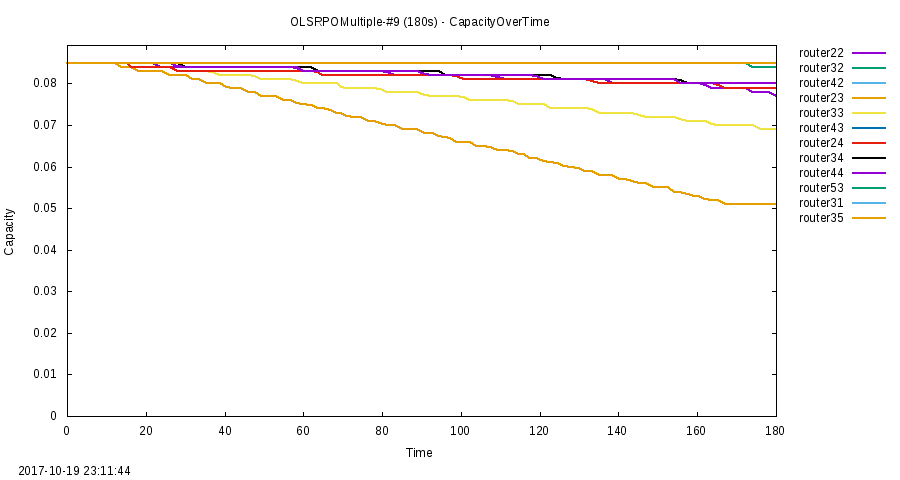 OLSRPOMultiple-#9 (180s) - CapacityOverTime
router22
router32
router42
router23
router33
router43
router24
router34
router44
router53
router31
router35
0.08
0.07
0.06
0.05
0.04
0.03
0.02
0.01
0
Capacity
0 20 40 60 80 100 120 140 160 180
Time
2017-10-19 23:11:44